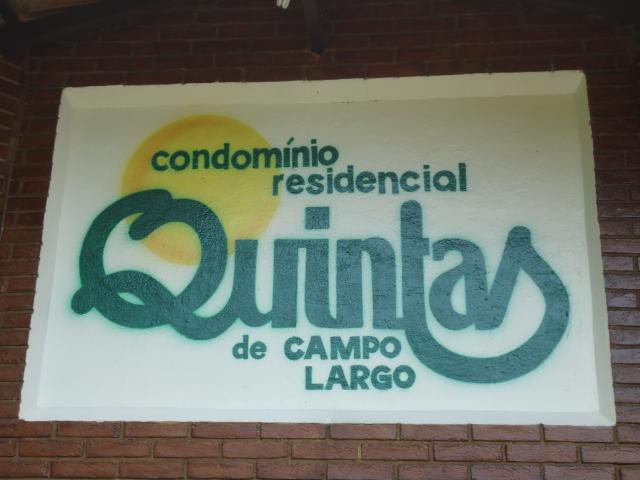 condomínio
residencial
Quintas
de CAMPO
LARGO